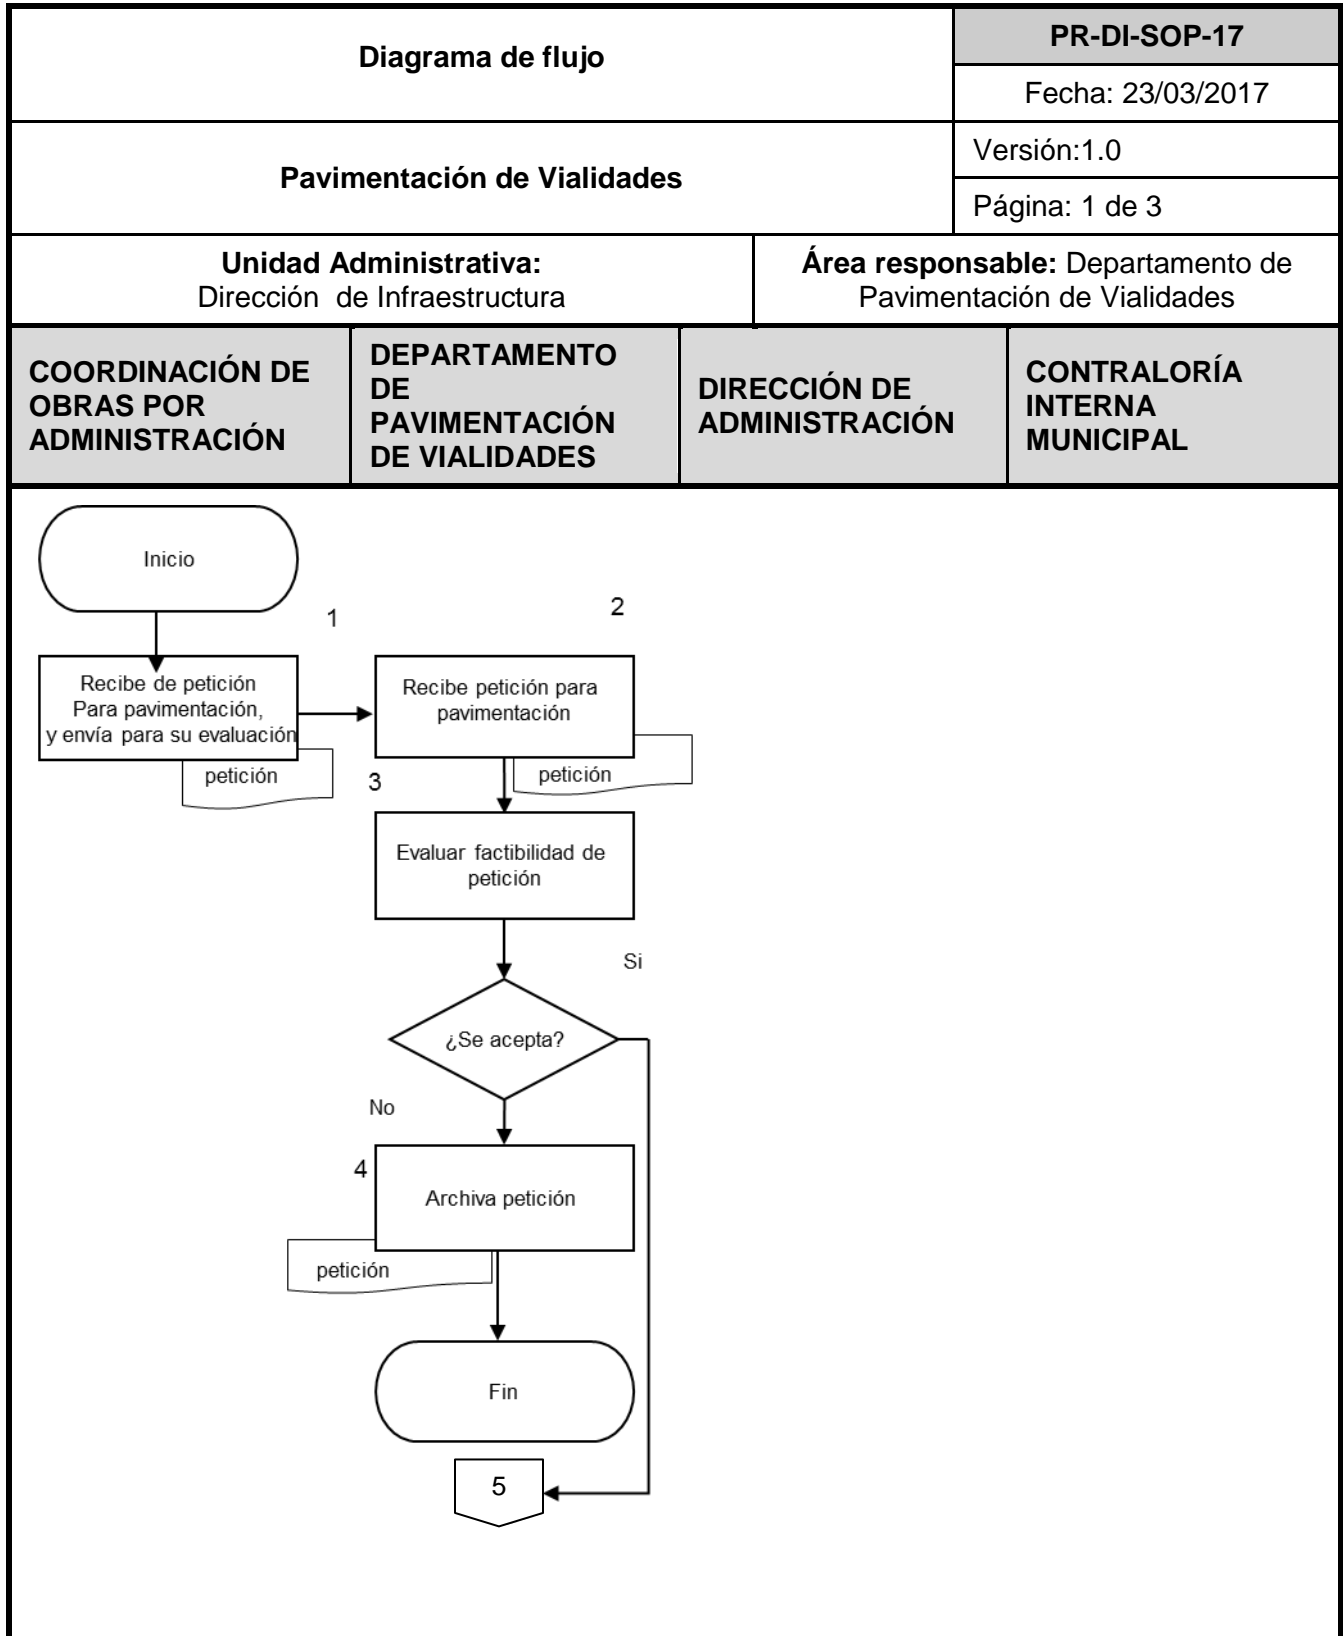 Diagrama de flujo
PR-DI-SOP-17
Fecha: 23/03/2017
Pavimentación de Vialidades
Versión:1.0
Página: 1 de 3
Unidad Administrativa:
Dirección de Infraestructura
Área responsable: Departamento de
Pavimentación de Vialidades
COORDINACIÓN DE
OBRAS POR
ADMINISTRACIÓN
DEPARTAMENTO
DE
PAVIMENTACIÓN
DE VIALIDADES
DIRECCIÓN DE
ADMINISTRACIÓN
CONTRALORÍA
INTERNA
MUNICIPAL
Inicio
1
Recibe de petición
Para pavimentación,
y envía para su evaluación
petición
2
Recibe petición para
pavimentación
petición
3
Evaluar factibilidad de
petición
Si
¿Se acepta?
No
4
Archiva petición
petición
Fin
5